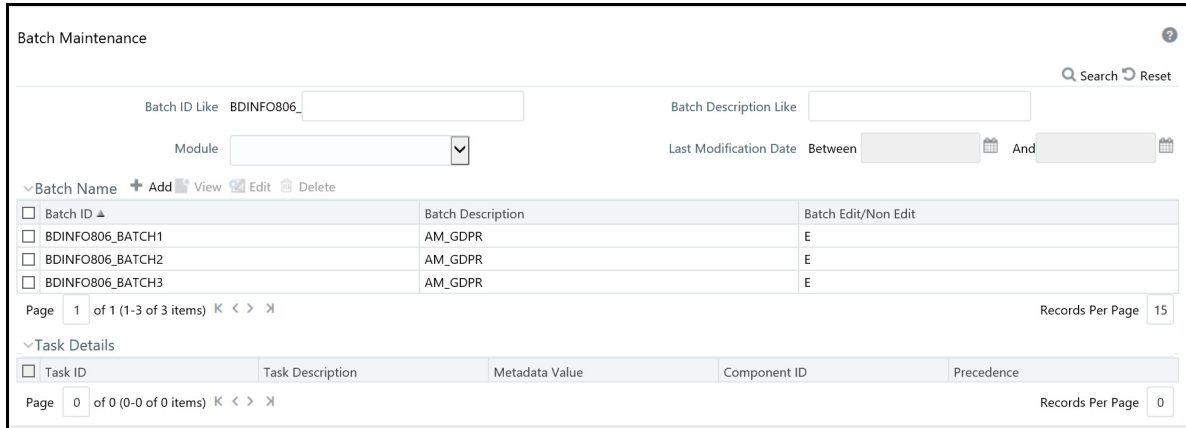 Batch Maintenance
Search Reset
Batch ID Like BDINFO806_ Batch Description Like
Module Last Modification Date Between And
Batch Name Add View Edit Delete
Batch ID Batch Description Batch Edit/Non Edit
BDINFO806_BATCH1 AM_GDPR E
BDINFO806_BATCH2 AM_GDPR E
BDINFO806_BATCH3 AM_GDPR E
Page 1 of 1 (1-3 of 3 items) Records Per Page 15
Task Details
Task ID Task Description Metadata Value Component ID Precedence
Page 0 of 0 (0-0 of 0 items) Records Per Page 0